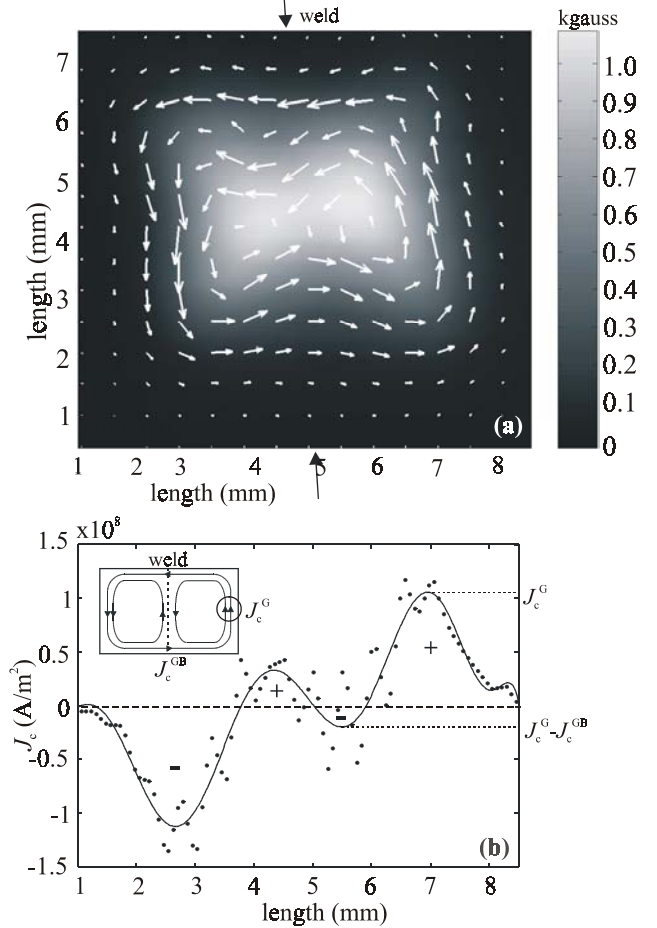 weld
kgauss
7
6
5
4
3
2
1
length (mm)
1.0
0.9
0.8
0.7
0.6
0.5
0.4
0.3
0.2
0.1
0
(a)
1 2 3 4 5 6 7 8
length (mm)
x10⁸
1.5
1
0.5
0
-0.5
-1
-1.5
J_c (A/m²)
weld
J_c^G
J_c^GB
+
+
-
-
J_c^G
J_c^G-J_c^GB
(b)
1 2 3 4 5 6 7 8
length (mm)